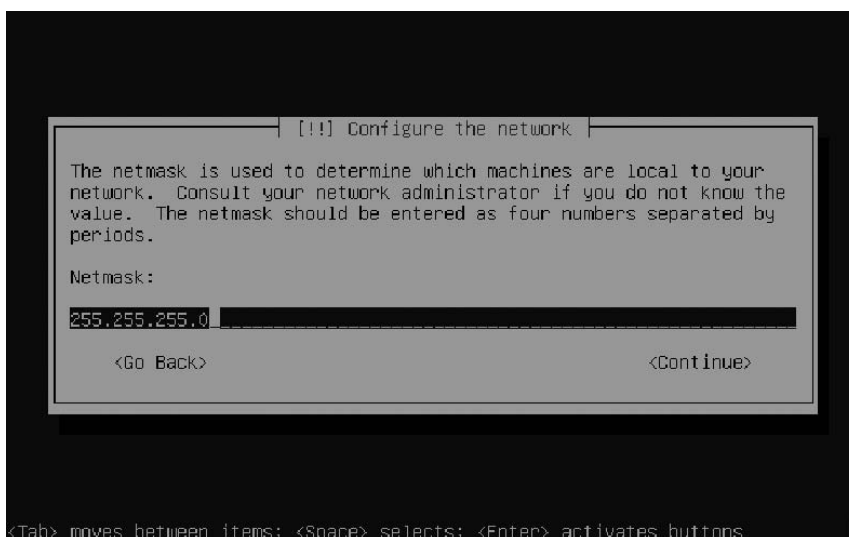 [!!] Configure the network
The netmask is used to determine which machines are local to your
network. Consult your network administrator if you do not know the
value. The netmask should be entered as four numbers separated by
periods.
Netmask:
255.255.255.0
<Go Back> <Continue>
<Tab> moves between items; <Space> selects; <Enter> activates buttons